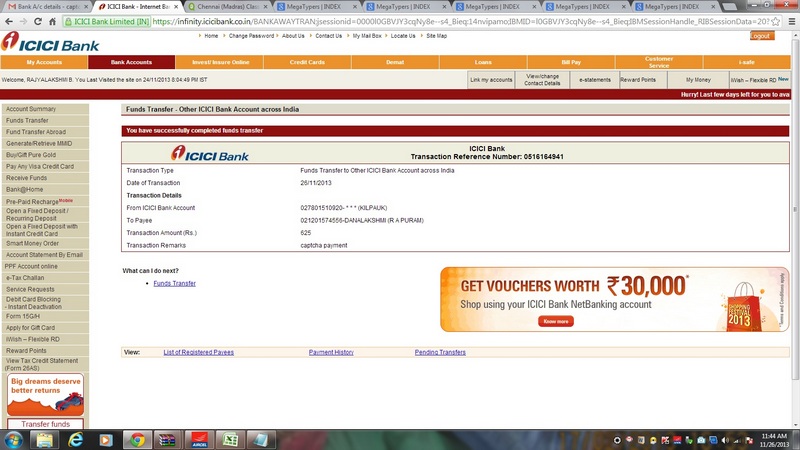 Bank A/c details - capt
ICICI Bank - Internet Ban
Chennai (Madras) Class
MegaTypers | INDEX
MegaTypers | INDEX
MegaTypers | INDEX
MegaTypers | INDEX
MegaTypers | INDEX
ICICI Bank Limited [IN]
https://infinity.icicibank.co.in/BANKAWAYTRAN;jsessionid=
ICICI Bank
Home | Change Password | About Us | Contact Us | My Mail Box | Locate Us | Site Map
Logout
My Accounts
Bank Accounts
Invest/ Insure Online
Credit Cards
Demat
Loans
Bill Pay
Customer Service
i-safe
Welcome, RAJYALAKSHMI B. You Last Visited the site on 24/11/2013 8:04:49 PM IST
Link my accounts
View/change Contact Details
e-statements
Reward Points
My Money
iWish – Flexible RD New
Hurry! Last few days left for you to ava
Account Summary
Funds Transfer
Fund Transfer Abroad
Generate/Retrieve MMID
Buy/Gift Pure Gold
Pay Any Visa Credit Card
Receive Funds
Bank@Home
Pre-Paid Recharge Mobile
Open a Fixed Deposit /
Recurring Deposit
Open a Fixed Deposit with
Instant Credit Card
Smart Money Order
Account Statement By Email
PPF Account online
e-Tax Challan
Service Requests
Debit Card Blocking
- Instant Deactivation
Form 15G/H
Apply for Gift Card
iWish – Flexible RD
Reward Points
View Tax Credit Statement
(Form 26AS)
Big dreams deserve
better returns
Transfer funds
Funds Transfer - Other ICICI Bank Account across India
You have successfully completed funds transfer
ICICI Bank
ICICI Bank
Transaction Reference Number: 0516164941
Transaction Type Funds Transfer to Other ICICI Bank Account across India
Date of Transaction 26/11/2013
Transaction Details
From ICICI Bank Account 027801510920- * * * (KILPAUK)
To Payee 021201574556-DANALAKSHMI (R A PURAM)
Transaction Amount (Rs.) 625
Transaction Remarks captcha payment
What can I do next?
Funds Transfer
GET VOUCHERS WORTH ₹30,000*
Shop using your ICICI Bank NetBanking account
Know more
SHOPPING
FESTIVAL
2013
*Terms and Conditions apply
View: List of Registered Payees Payment History Pending Transfers
AIRCEL
11:44 AM
11/26/2013